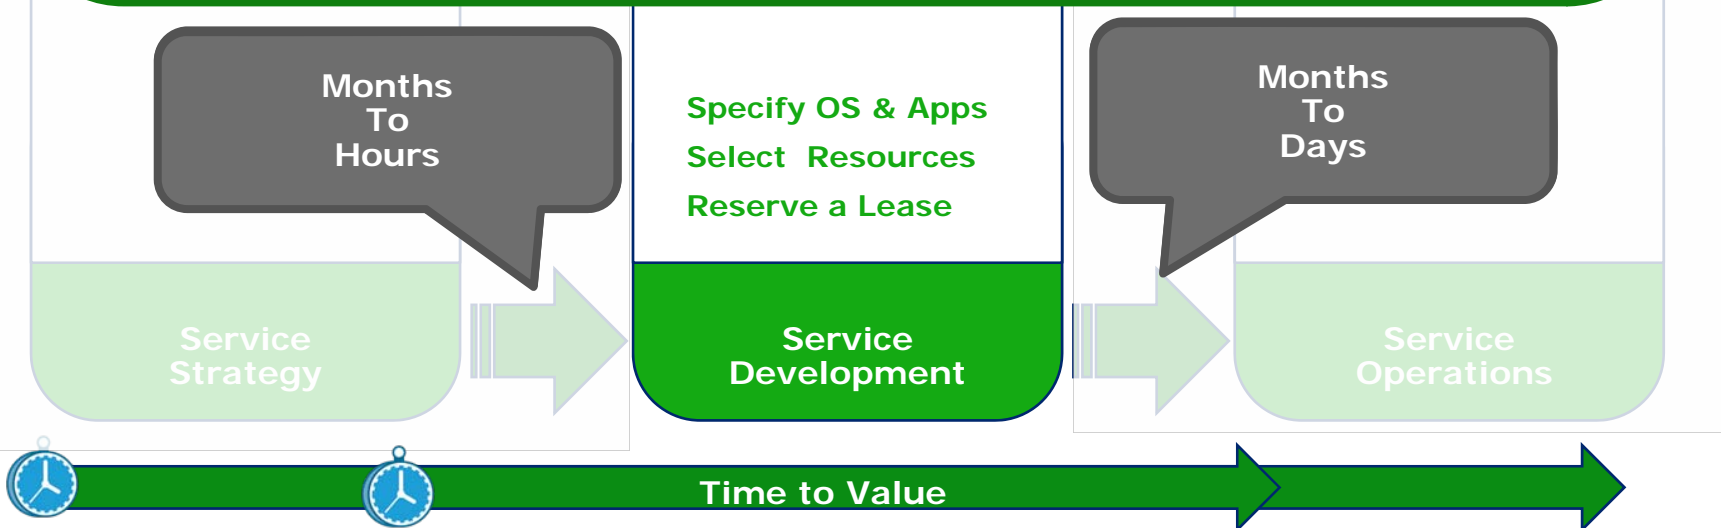 Months
To
Hours
Specify OS & Apps
Select Resources
Reserve a Lease
Months
To
Days
Service
Strategy
Service
Development
Service
Operations
Time to Value